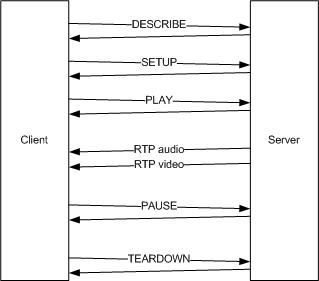 DESCRIBE
SETUP
PLAY
Client
Server
RTP audio
RTP video
PAUSE
TEARDOWN